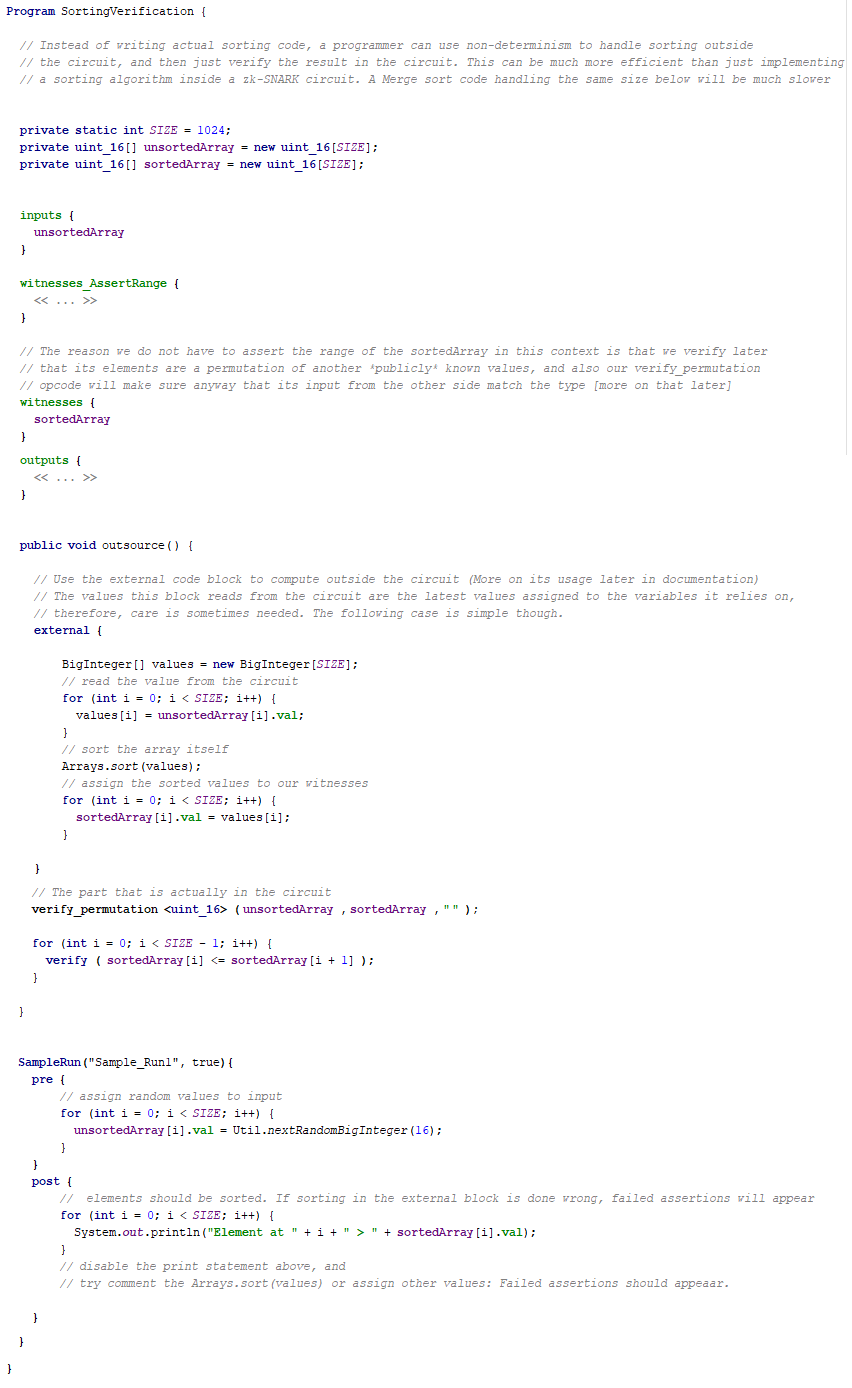 Program SortingVerification {
// Instead of writing actual sorting code, a programmer can use non-determinism to handle sorting outside
// the circuit, and then just verify the result in the circuit. This can be much more efficient than just implementing
// a sorting algorithm inside a zk-SNARK circuit. A Merge sort code handling the same size below will be much slower
private static int SIZE = 1024;
private uint_16[] unsortedArray = new uint_16[SIZE];
private uint_16[] sortedArray = new uint_16[SIZE];
inputs {
unsortedArray
}
witnesses_AssertRange {
<< ... >>
}
// The reason we do not have to assert the range of the sortedArray in this context is that we verify later
// that its elements are a permutation of another *publicly* known values, and also our verify_permutation
// opcode will make sure anyway that its input from the other side match the type [more on that later]
witnesses {
sortedArray
}
outputs {
<< ... >>
}
public void outsource() {
// Use the external code block to compute outside the circuit (More on its usage later in documentation)
// The values this block reads from the circuit are the latest values assigned to the variables it relies on,
// therefore, care is sometimes needed. The following case is simple though.
external {
BigInteger[] values = new BigInteger[SIZE];
// read the value from the circuit
for (int i = 0; i < SIZE; i++) {
values[i] = unsortedArray[i].val;
}
// sort the array itself
Arrays.sort(values);
// assign the sorted values to our witnesses
for (int i = 0; i < SIZE; i++) {
sortedArray[i].val = values[i];
}
}
// The part that is actually in the circuit
verify_permutation <uint_16> ( unsortedArray , sortedArray , "" );
for (int i = 0; i < SIZE - 1; i++) {
verify ( sortedArray[i] <= sortedArray[i + 1] );
}
}
SampleRun("Sample_Run1", true){
pre {
// assign random values to input
for (int i = 0; i < SIZE; i++) {
unsortedArray[i].val = Util.nextRandomBigInteger(16);
}
}
post {
//  elements should be sorted. If sorting in the external block is done wrong, failed assertions will appear
for (int i = 0; i < SIZE; i++) {
System.out.println("Element at " + i + " > " + sortedArray[i].val);
}
// disable the print statement above, and
// try comment the Arrays.sort(values) or assign other values: Failed assertions should appeaar.
}
}
}